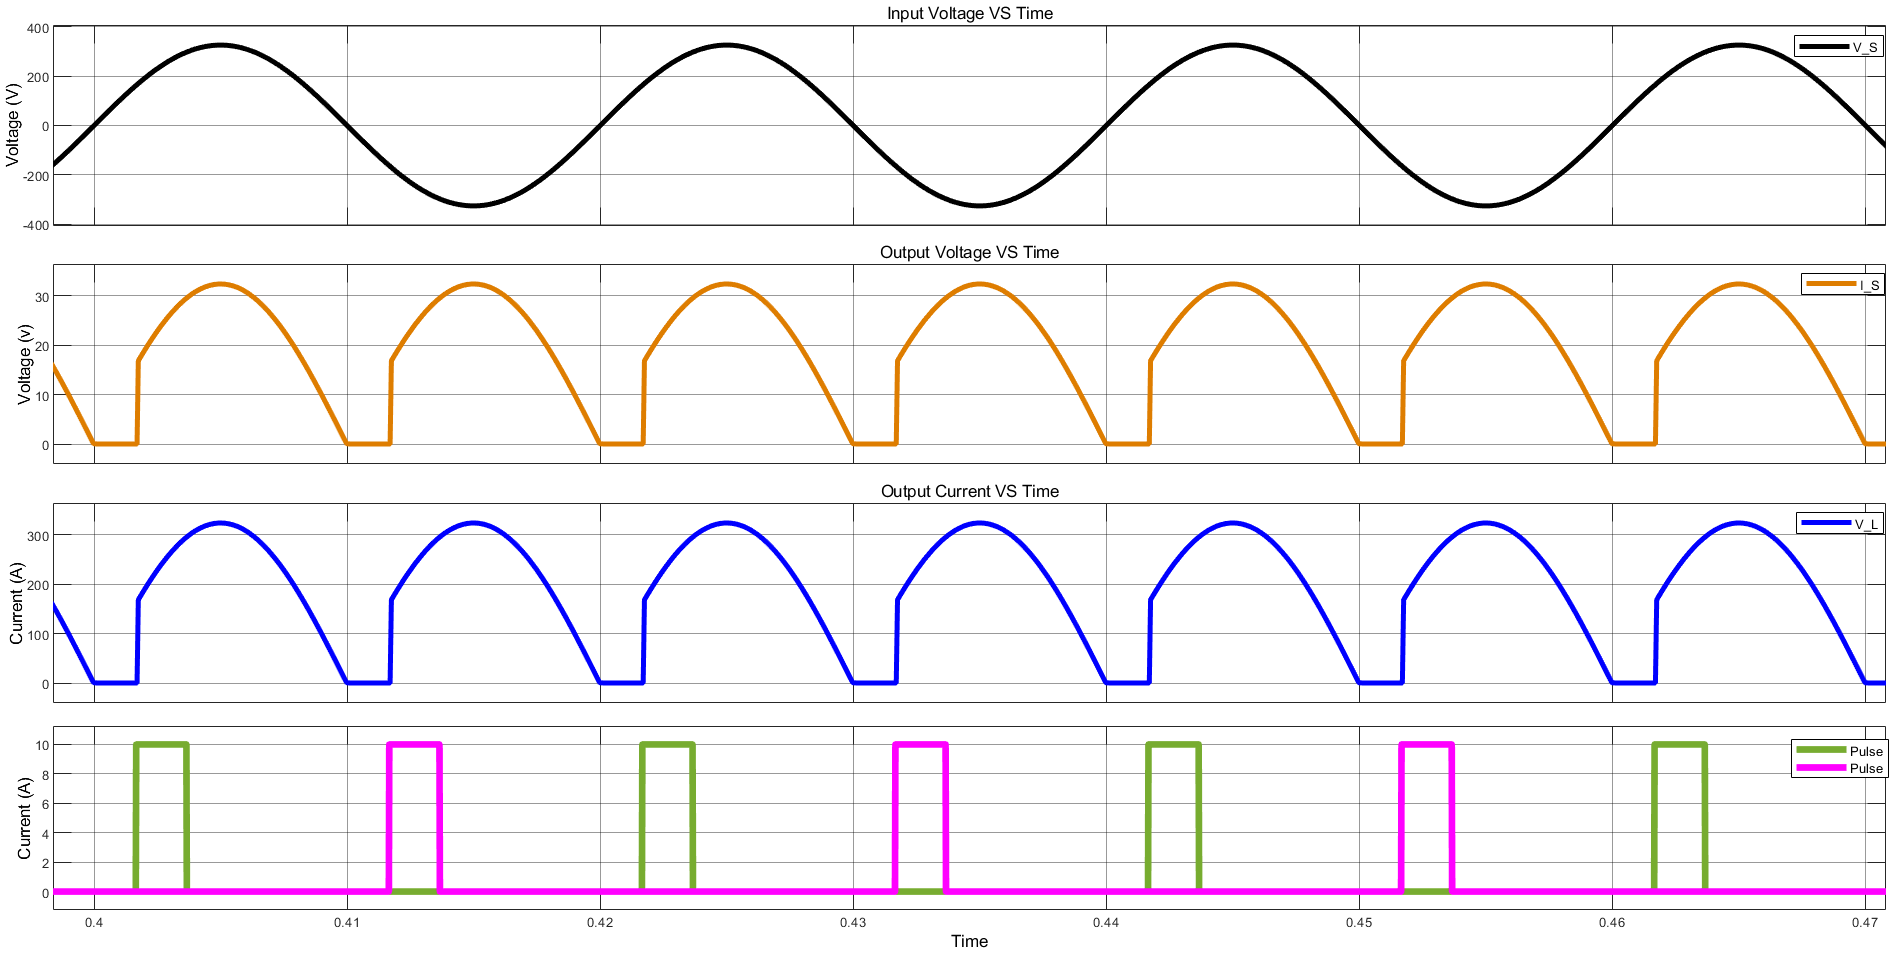 Input Voltage VS Time
400
200
0
-200
-400
Voltage (V)
V_S
Output Voltage VS Time
30
20
10
0
Voltage (v)
I_S
Output Current VS Time
300
200
100
0
Current (A)
V_L
10
8
6
4
2
0
Current (A)
Pulse
Pulse
0.4 0.41 0.42 0.43 0.44 0.45 0.46 0.47
Time